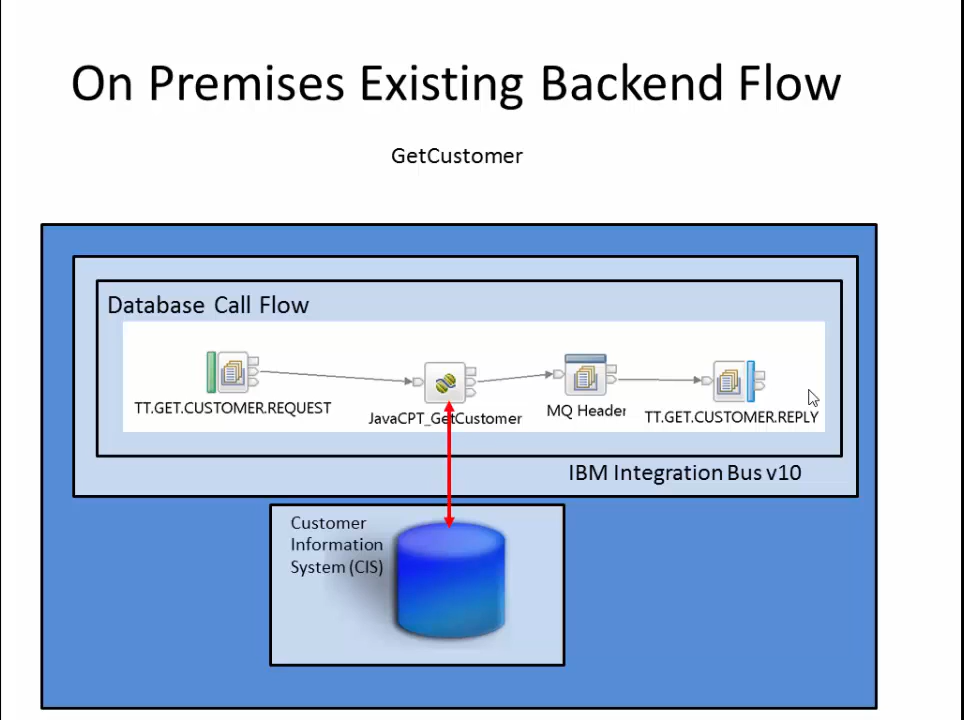 On Premises Existing Backend Flow
GetCustomer
Database Call Flow
TT.GET.CUSTOMER.REQUEST
JavaCPT_GetCustomer
MQ Header
TT.GET.CUSTOMER.REPLY
IBM Integration Bus v10
Customer
Information
System (CIS)